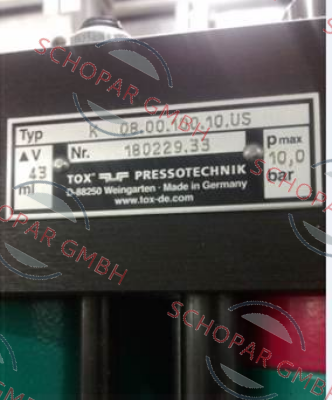 Typ K 08.00.100.10.US
▲V 43 ml
Nr. 180229.33
TOX® PRESSOTECHNIK
D-88250 Weingarten · Made in Germany
www.tox-de.com
p max 10,0 bar
SCHOPAR GMBH
SCHOPAR GMBH
SCHOPAR GMBH
SCHOPAR GMBH